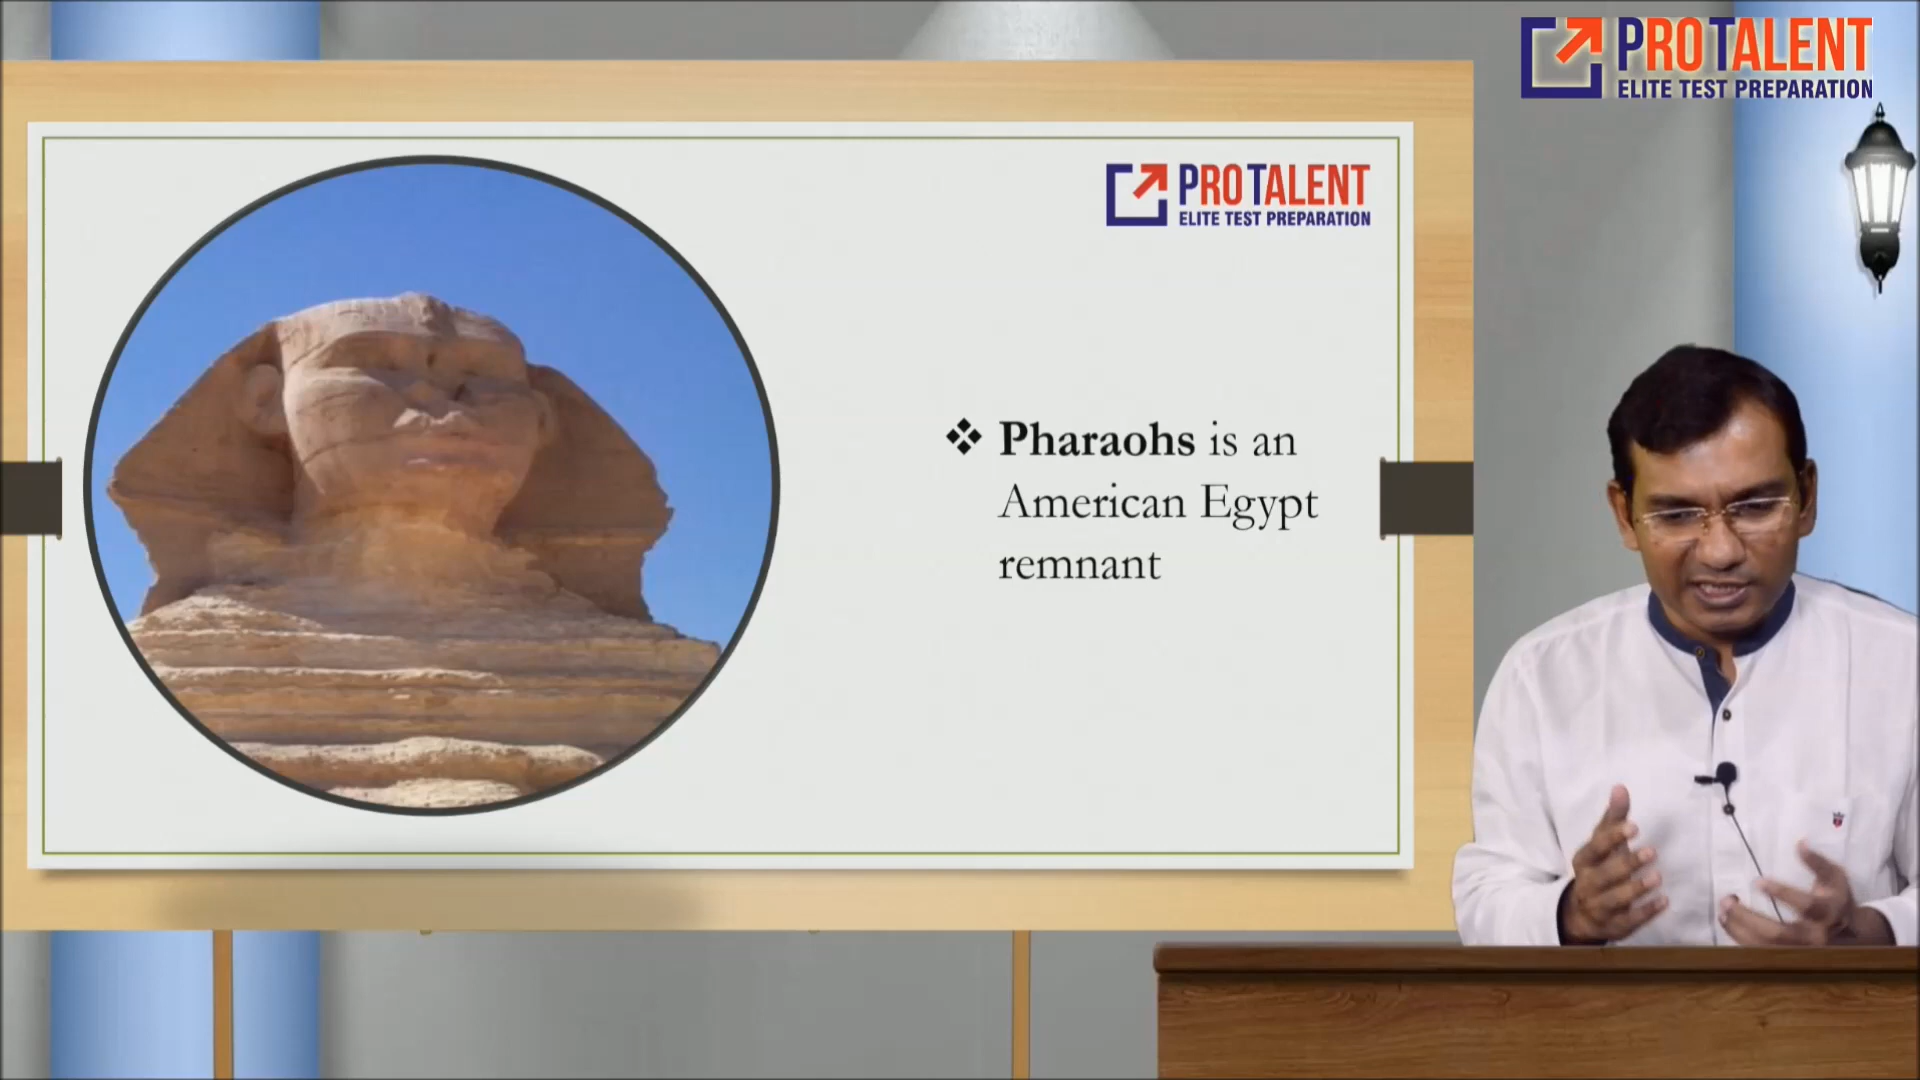 PROTALENT
ELITE TEST PREPARATION
PROTALENT
ELITE TEST PREPARATION
❖ Pharaohs is an
American Egypt
remnant